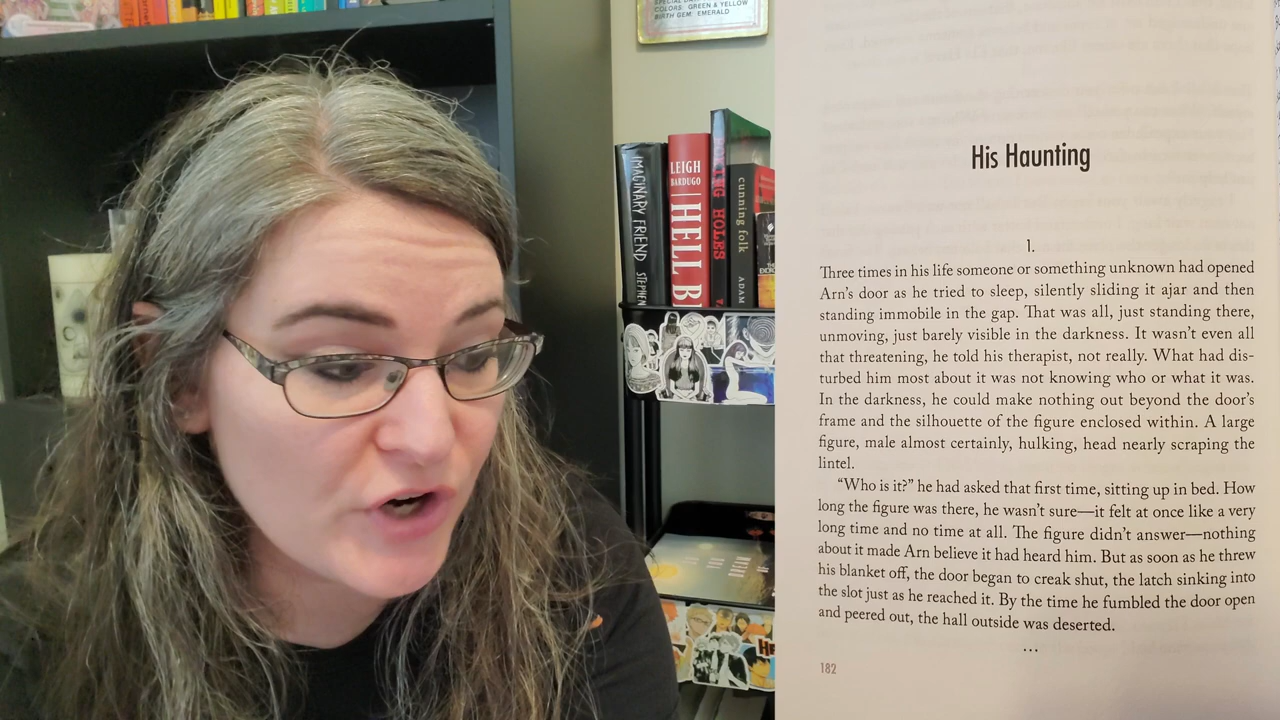 COLORS: GREEN & YELLOW
BIRTH GEM: EMERALD
IMAGINARY FRIEND STEPHEN
LEIGH
BARDUGO
HELL B
HOLES
cunning folk ADAM
His Haunting
1.
Three times in his life someone or something unknown had opened
Arn’s door as he tried to sleep, silently sliding it ajar and then
standing immobile in the gap. That was all, just standing there,
unmoving, just barely visible in the darkness. It wasn’t even all
that threatening, he told his therapist, not really. What had dis-
turbed him most about it was not knowing who or what it was.
In the darkness, he could make nothing out beyond the door’s
frame and the silhouette of the figure enclosed within. A large
figure, male almost certainly, hulking, head nearly scraping the
lintel.
“Who is it?” he had asked that first time, sitting up in bed. How
long the figure was there, he wasn’t sure—it felt at once like a very
long time and no time at all. The figure didn’t answer—nothing
about it made Arn believe it had heard him. But as soon as he threw
his blanket off, the door began to creak shut, the latch sinking into
the slot just as he reached it. By the time he fumbled the door open
and peered out, the hall outside was deserted.
...
182